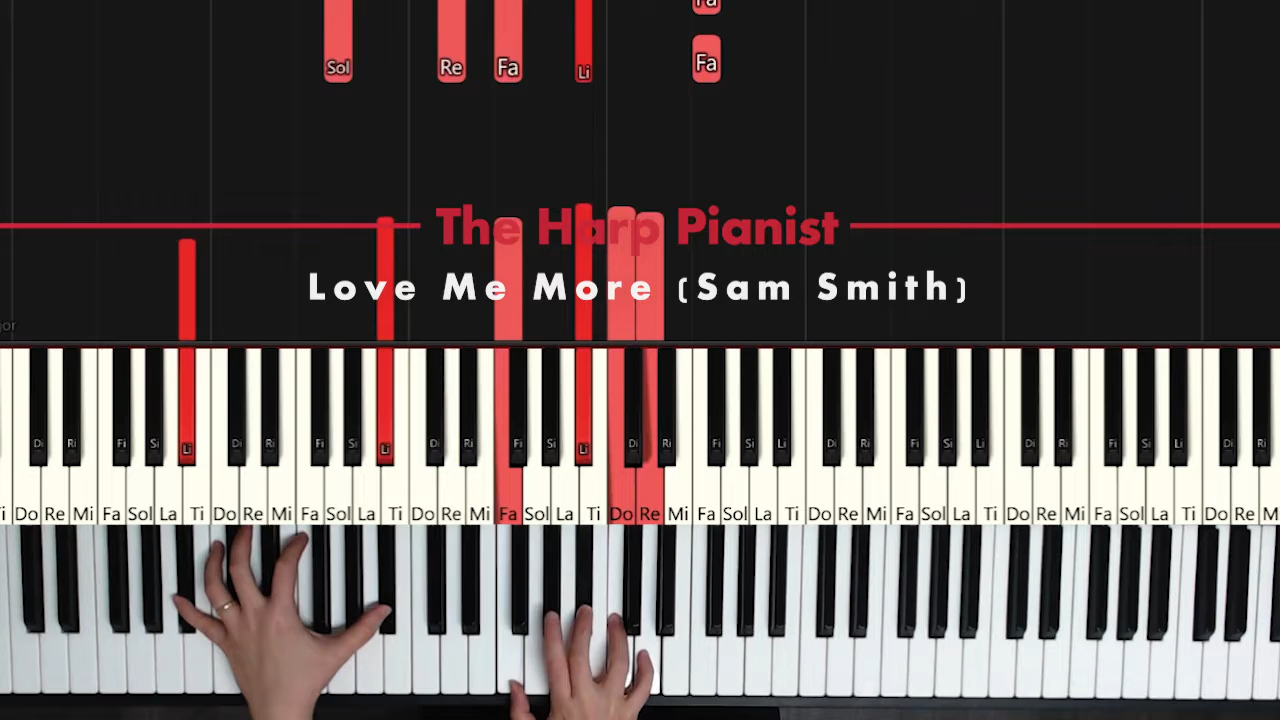 Fa
Sol Re Fa Li Fa
The Harp Pianist
Love Me More (Sam Smith)
jor
Di Ri Fi Si Li Di Ri Fi Si Li Di Ri Fi Si Li Di Ri Fi Si Li Di Ri Fi Si Li Di Ri Fi Si Li Di Ri
Ti Do Re Mi Fa Sol La Ti Do Re Mi Fa Sol La Ti Do Re Mi Fa Sol La Ti Do Re Mi Fa Sol La Ti Do Re Mi Fa Sol La Ti Do Re Mi Fa Sol La Ti Do Re M